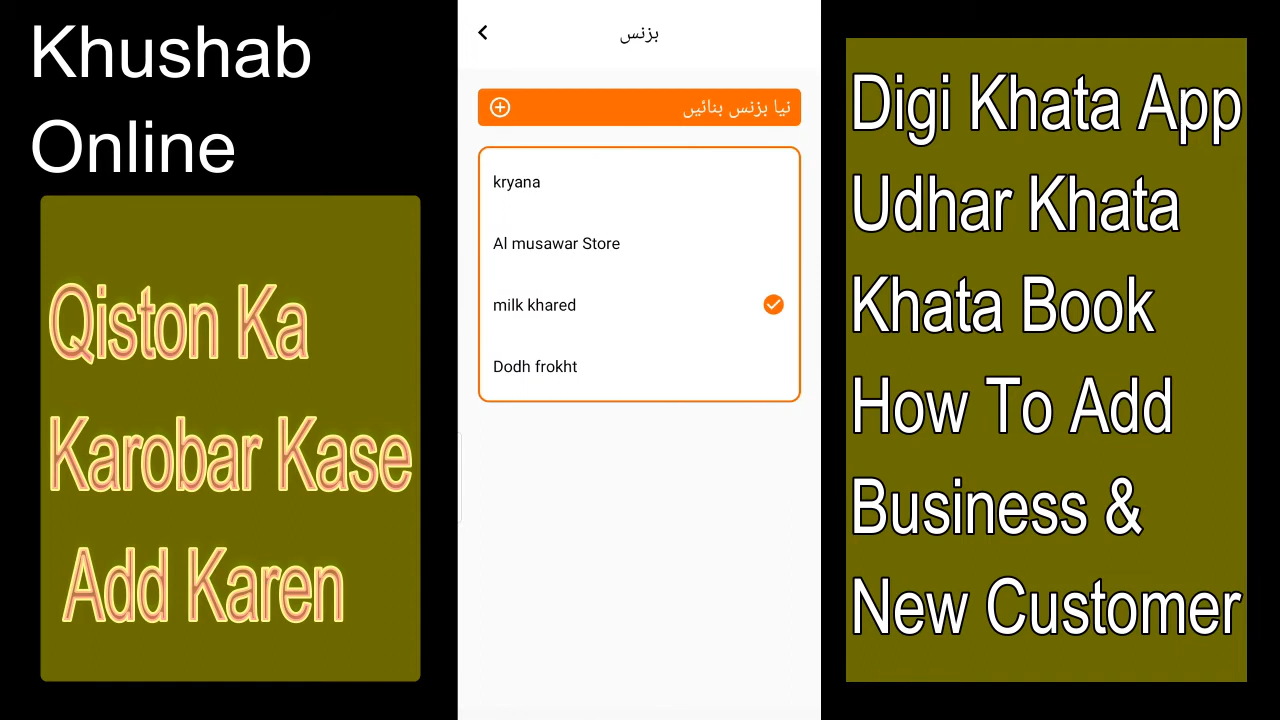 Khushab
Online
Qiston Ka
Karobar Kase
Add Karen
بزنس
نیا بزنس بنائیں
kryana
Al musawar Store
milk khared
Dodh frokht
Digi Khata App
Udhar Khata
Khata Book
How To Add
Business &
New Customer